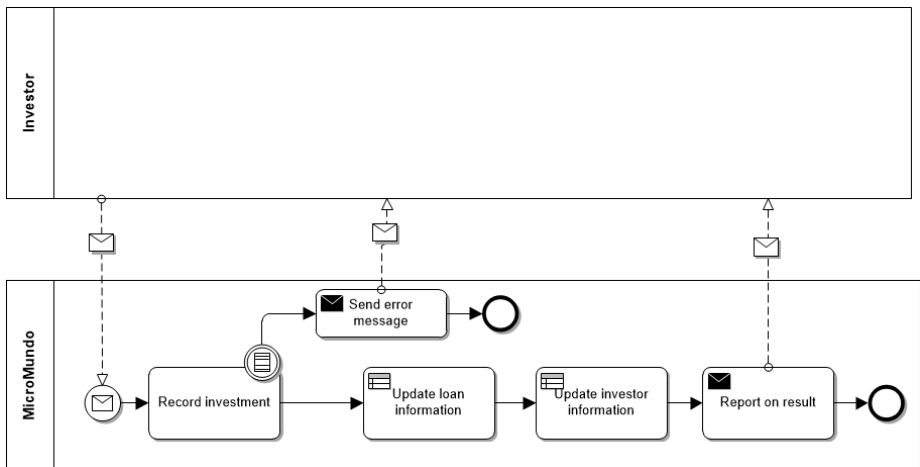 Investor
MicroMundo
Send error
message
Record investment
Update loan
information
Update investor
information
Report on result